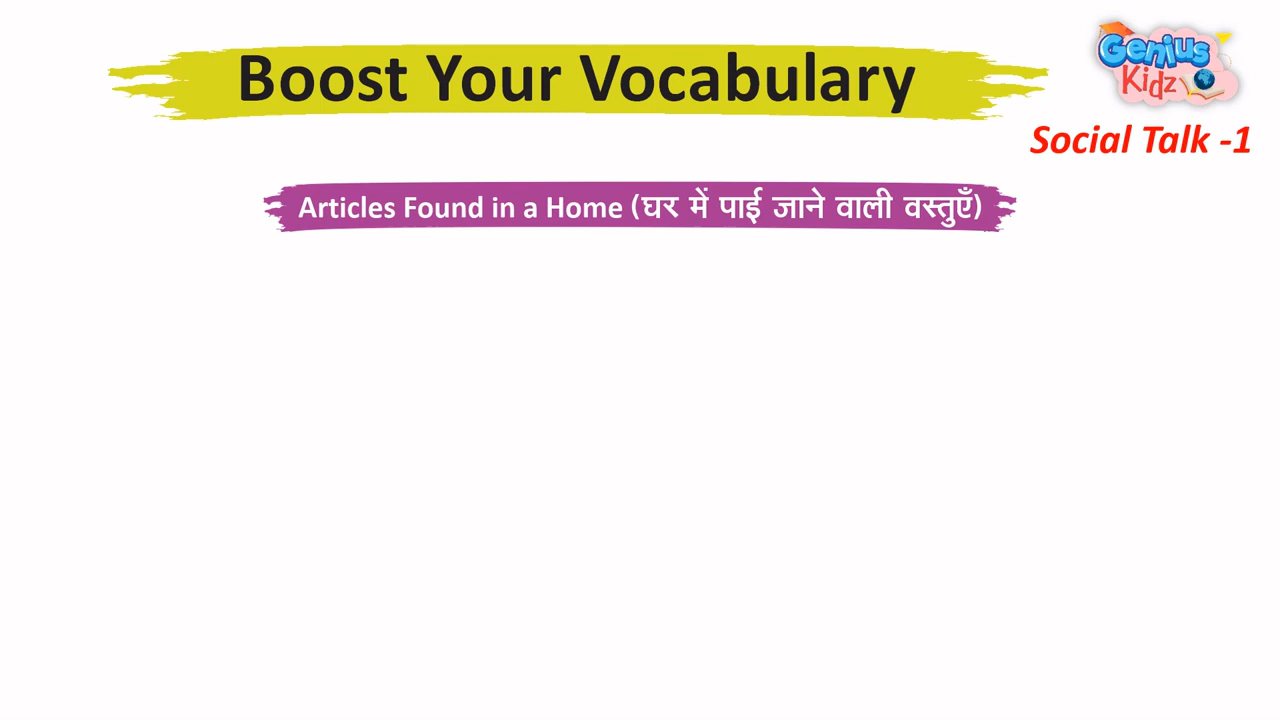 Boost Your Vocabulary
Genius
Kidz
Social Talk -1
Articles Found in a Home (घर में पाई जाने वाली वस्तुएँ)